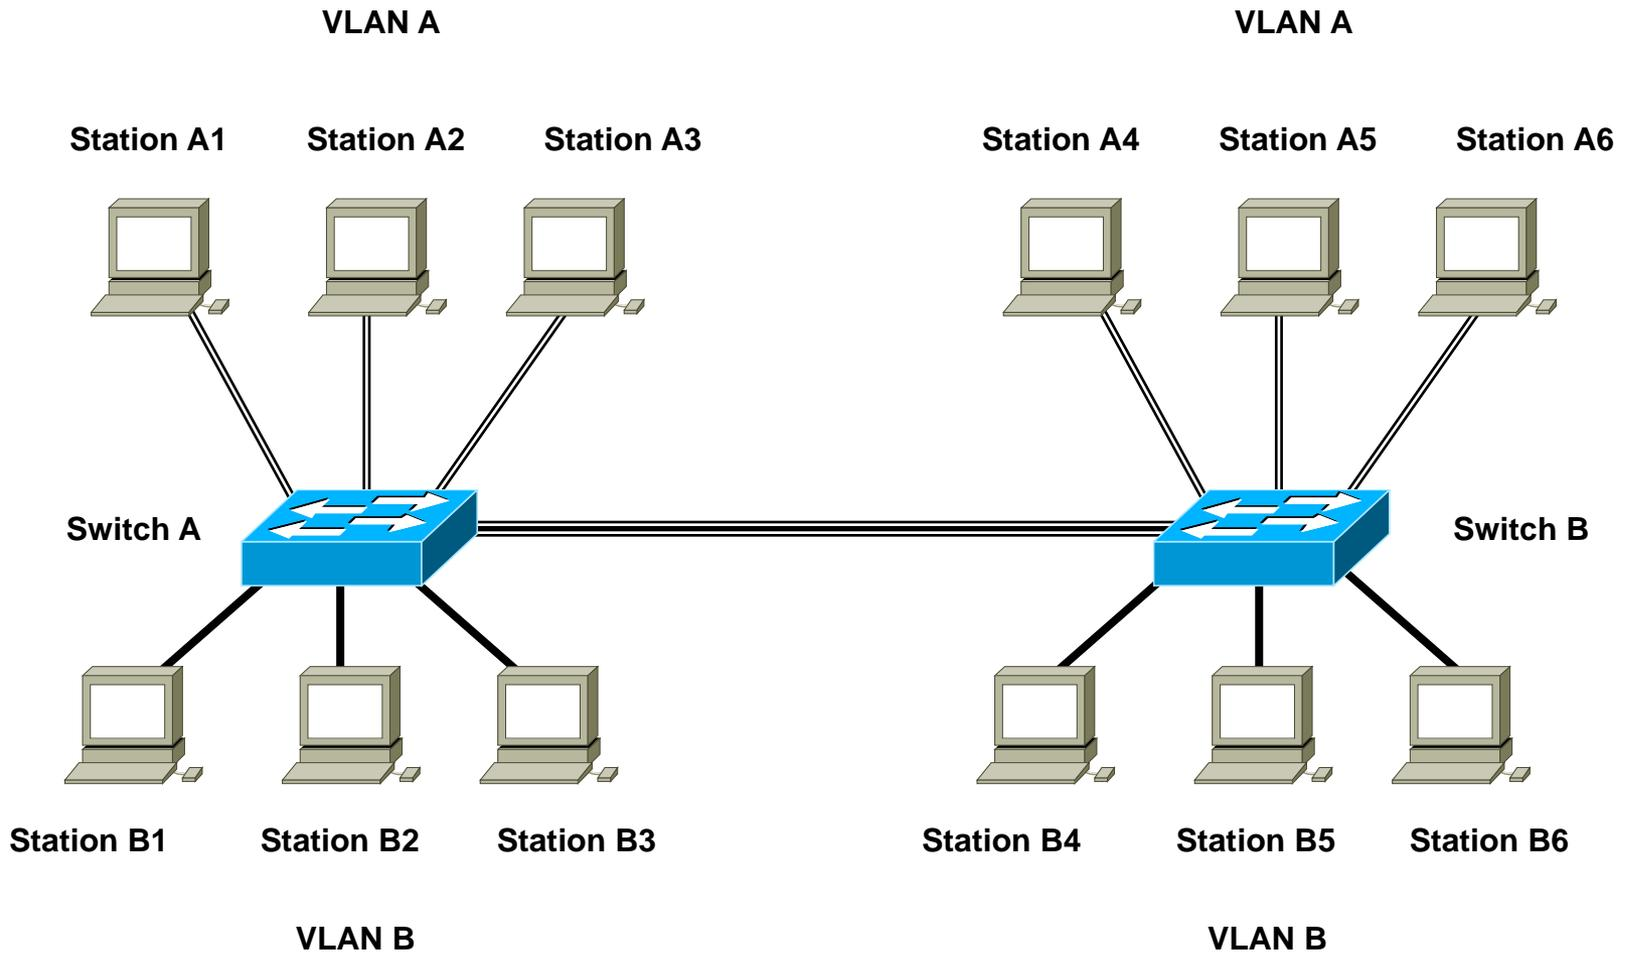 VLAN A
VLAN A
Station A1
Station A2
Station A3
Station A4
Station A5
Station A6
Switch A
Switch B
Station B1
Station B2
Station B3
Station B4
Station B5
Station B6
VLAN B
VLAN B